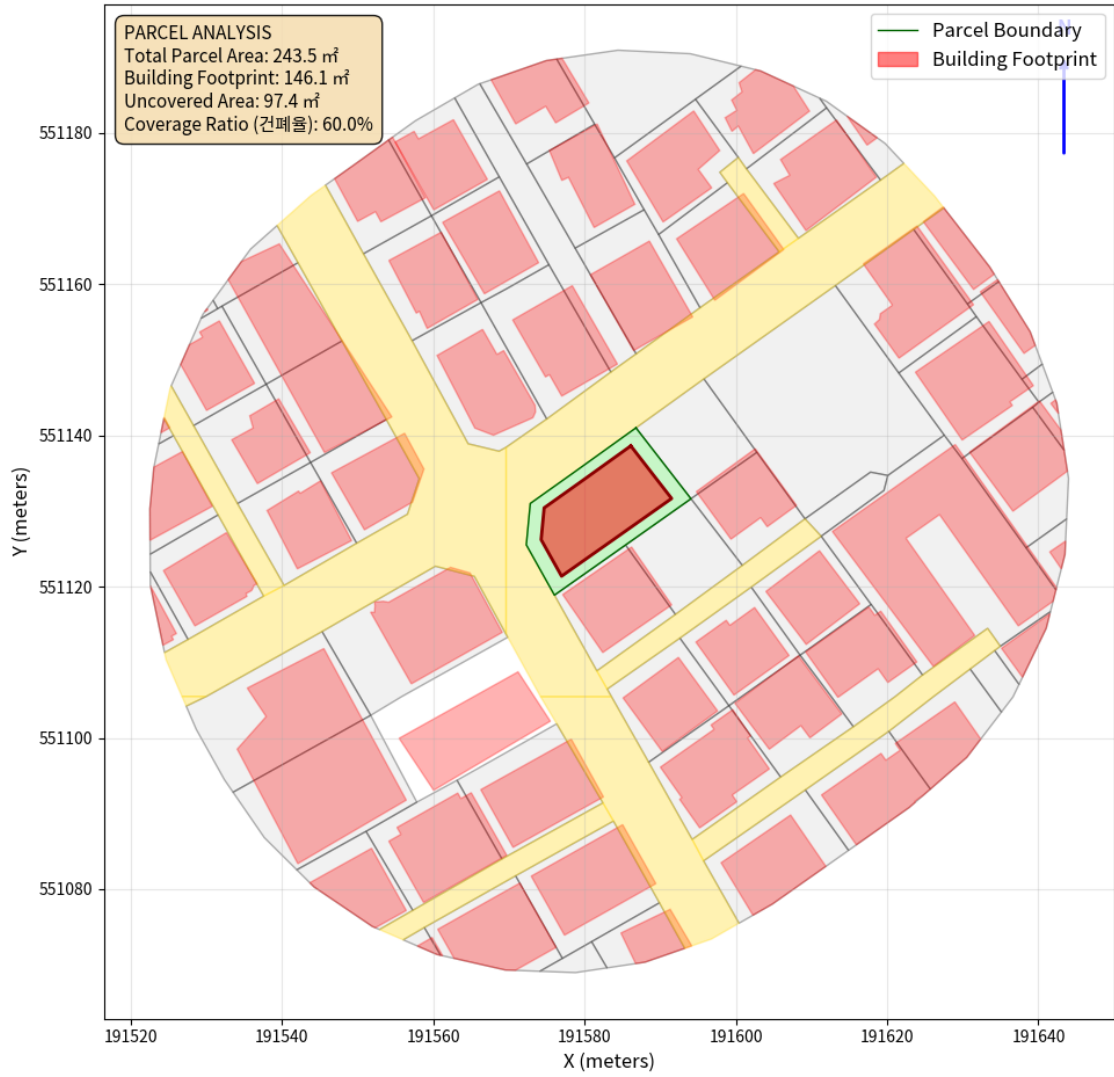 PARCEL ANALYSIS
Total Parcel Area: 243.5 ㎡
Building Footprint: 146.1 ㎡
Uncovered Area: 97.4 ㎡
Coverage Ratio (건폐율): 60.0%
N
Parcel Boundary
Building Footprint
551180
551160
551140
551120
551100
551080
Y (meters)
191520 191540 191560 191580 191600 191620 191640
X (meters)